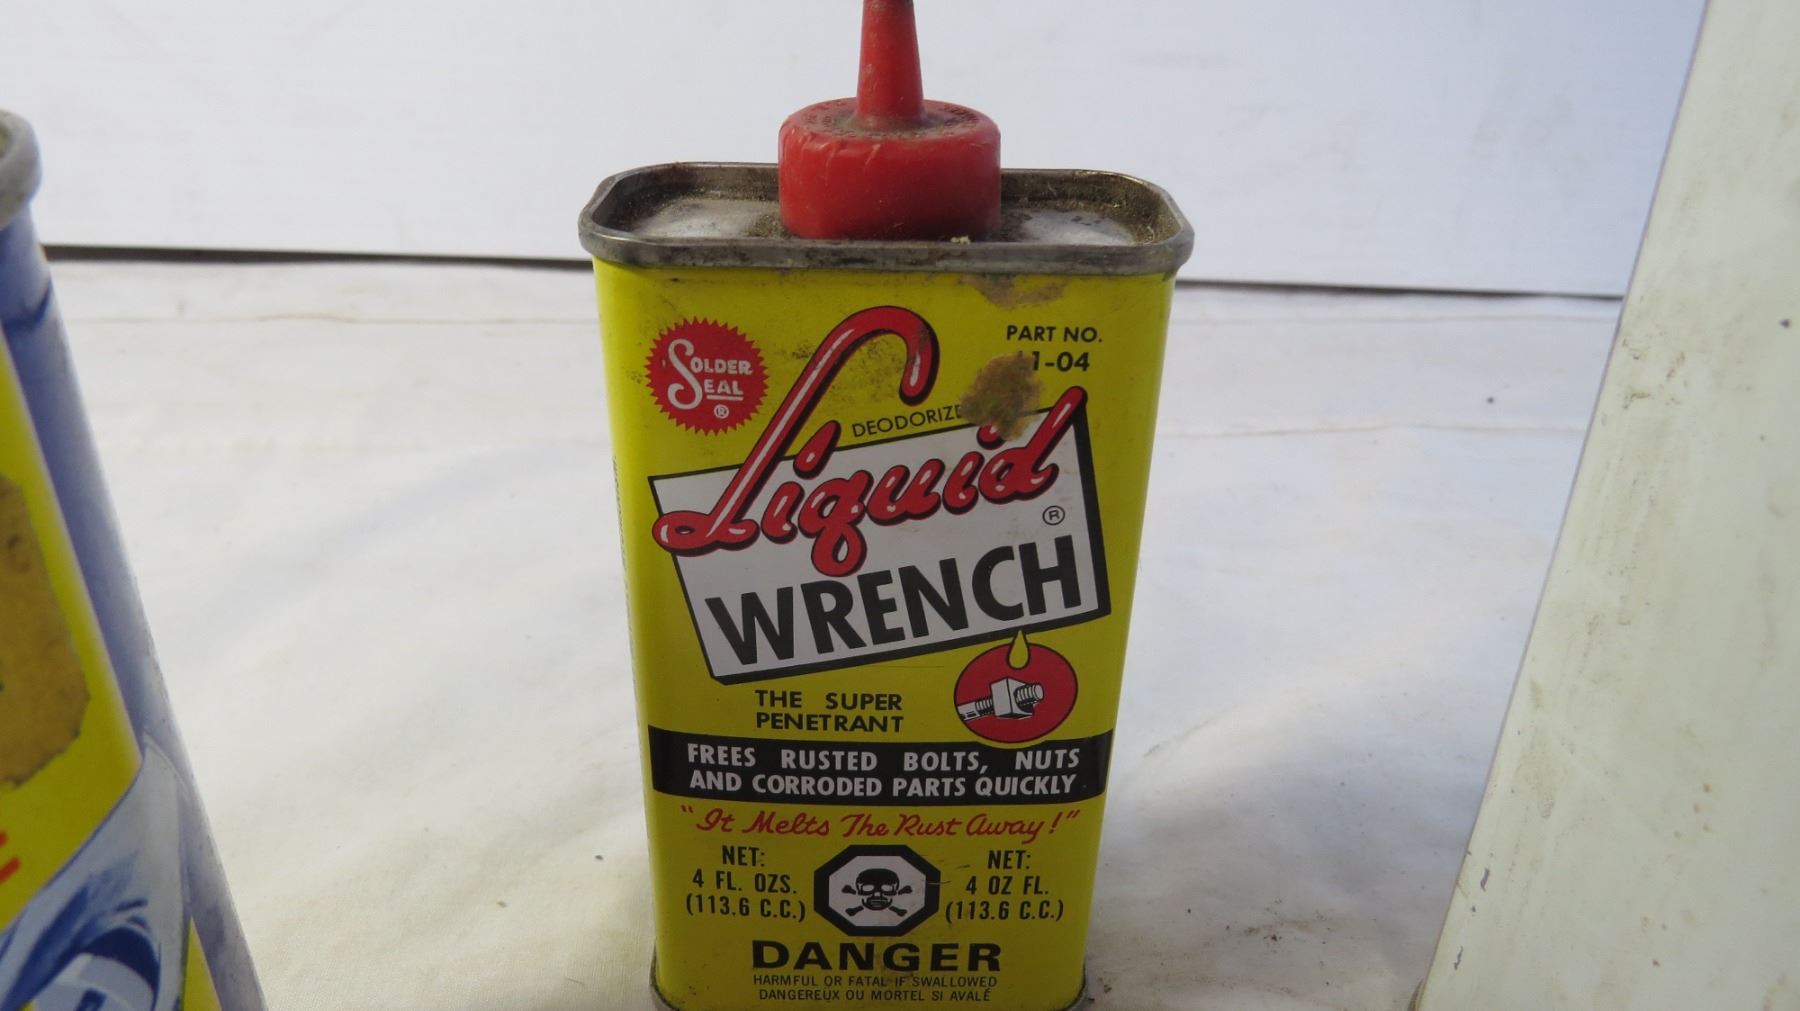 SOLDER
SEAL
®
PART NO.
1-04
Liquid
®
WRENCH
THE SUPER
PENETRANT
FREES RUSTED BOLTS, NUTS
AND CORRODED PARTS QUICKLY
"It Melts The Rust Away!"
NET:
4 FL. OZS.
(113.6 C.C.)
NET:
4 OZ FL.
(113.6 C.C.)
DANGER
HARMFUL OR FATAL IF SWALLOWED
DANGEREUX OU MORTEL SI AVALÉ